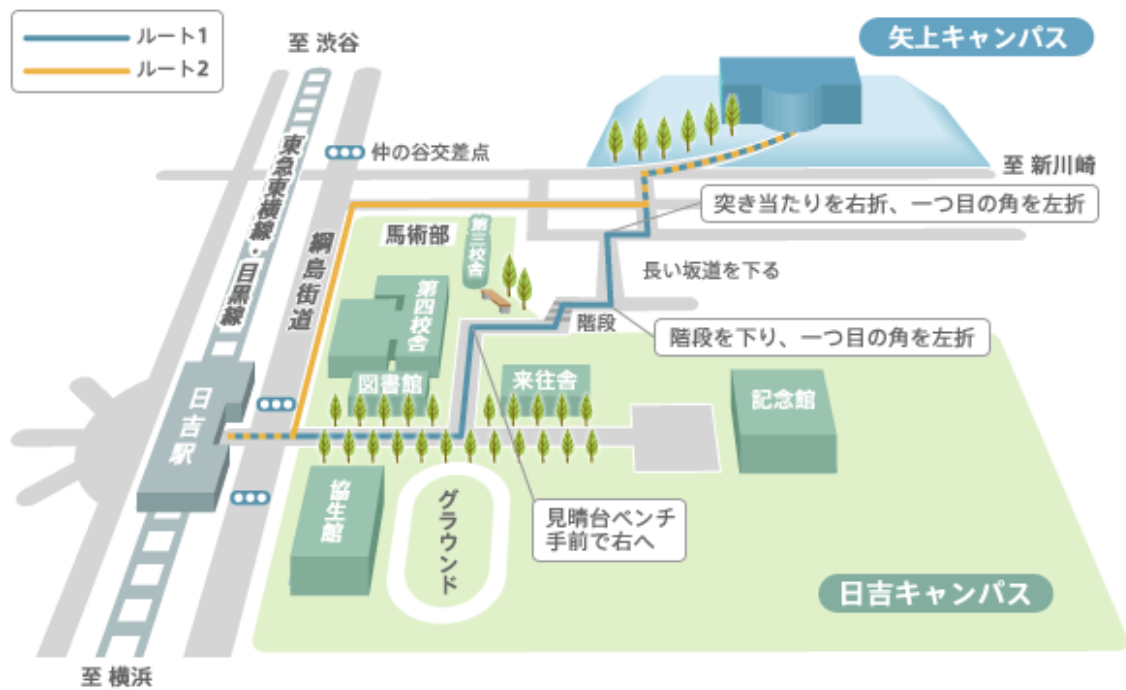 ルート1
ルート2
至 渋谷
矢上キャンパス
東急東横線・目黒線
仲の谷交差点
至 新川崎
突き当たりを右折、一つ目の角を左折
綱島街道
馬術部
第三校舎
長い坂道を下る
第四校舎
階段
階段を下り、一つ目の角を左折
図書館
来往舎
記念館
日吉駅
協生館
グラウンド
見晴台ベンチ
手前で右へ
日吉キャンパス
至 横浜